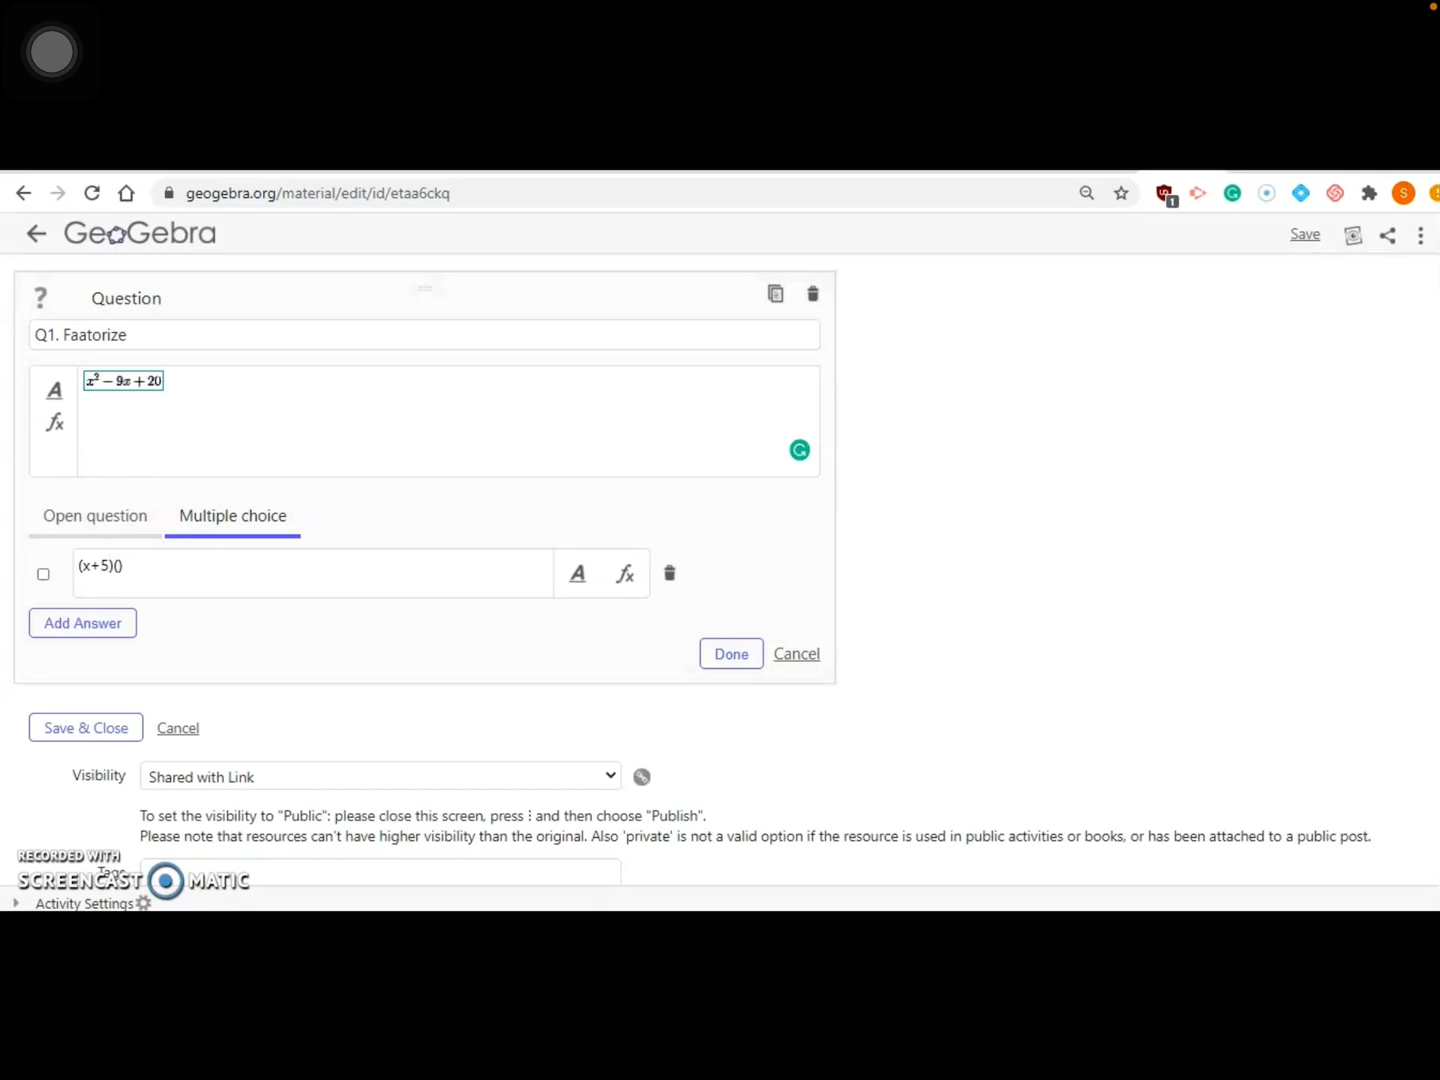 geogebra.org/material/edit/id/etaa6ckq
1
S
GeoGebra
Save
?
Question
Q1. Faatorize
A
x² − 9x + 20
fx
Open question
Multiple choice
(x+5)()
A
fx
Add Answer
Done
Cancel
Save & Close
Cancel
Visibility
Shared with Link
To set the visibility to "Public": please close this screen, press ⋮ and then choose "Publish".
Please note that resources can't have higher visibility than the original. Also 'private' is not a valid option if the resource is used in public activities or books, or has been attached to a public post.
RECORDED WITH
Tags
SCREENCAST MATIC
Activity Settings